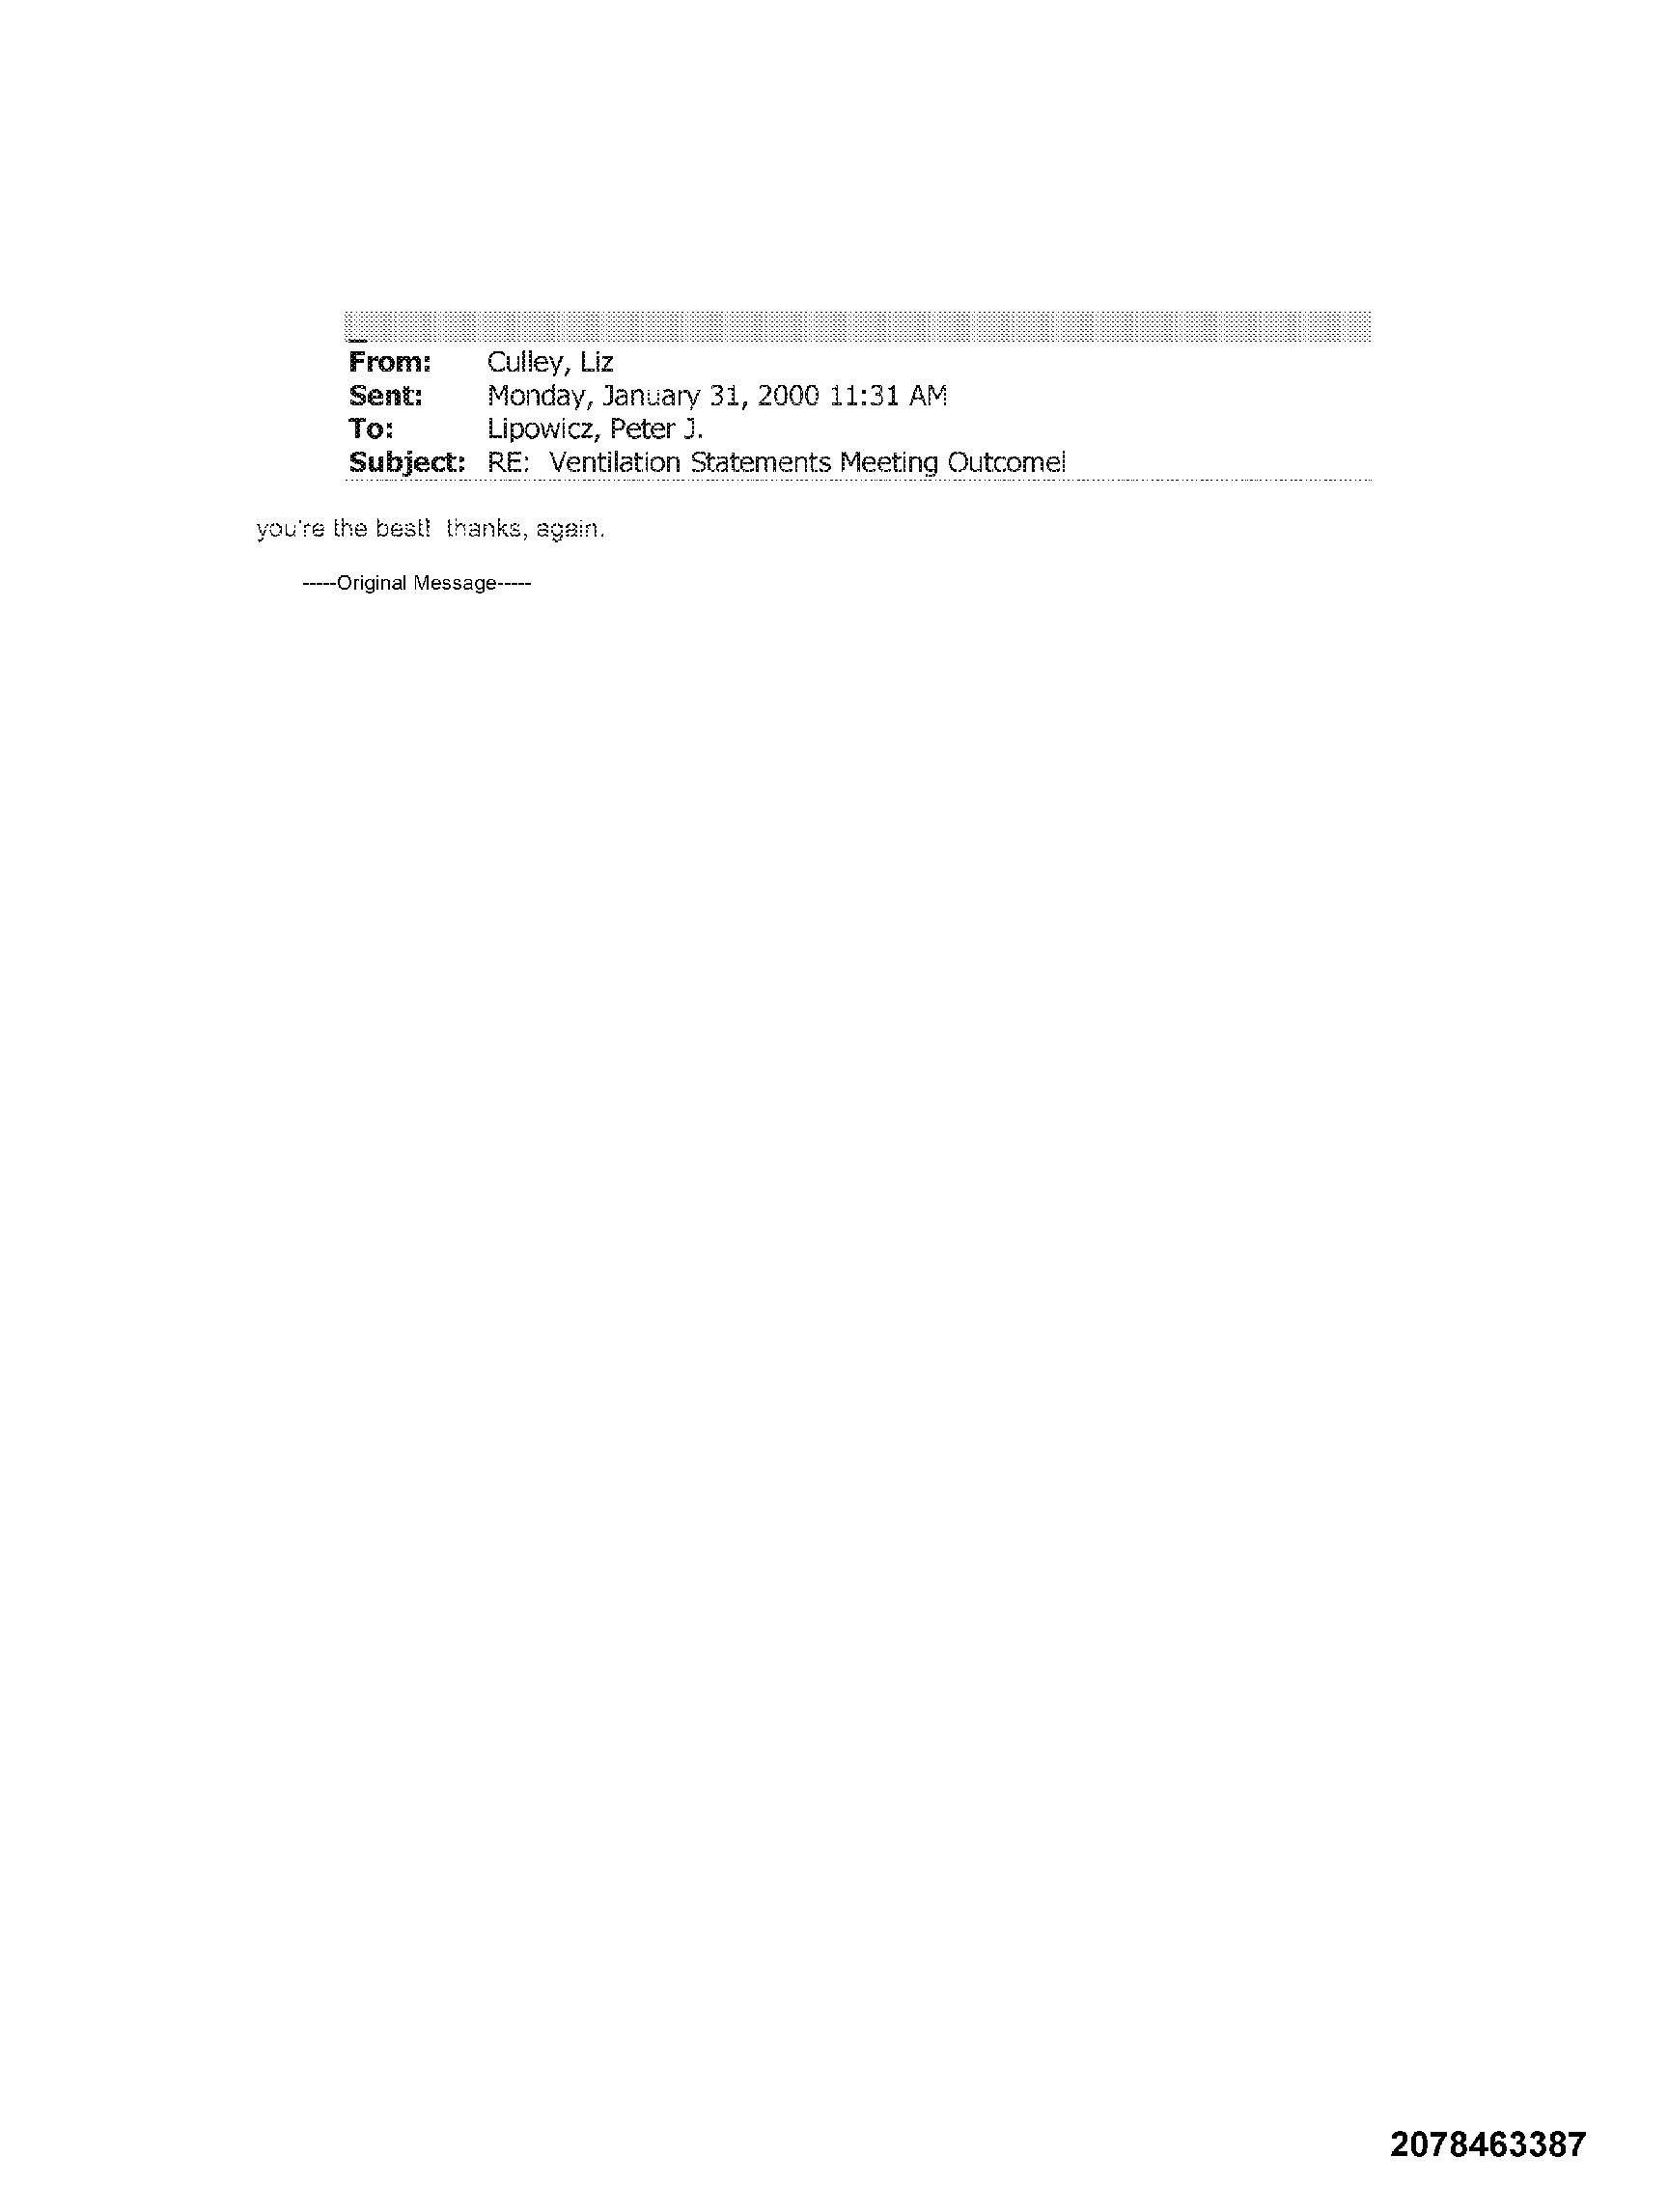 From: Culley, Liz
Sent: Monday, January 31, 2000 11:31 AM
To: Lipowicz, Peter J.
Subject: RE: Ventilation Statements Meeting Outcome!
you're the best! thanks, again.
-----Original Message-----
2078463387